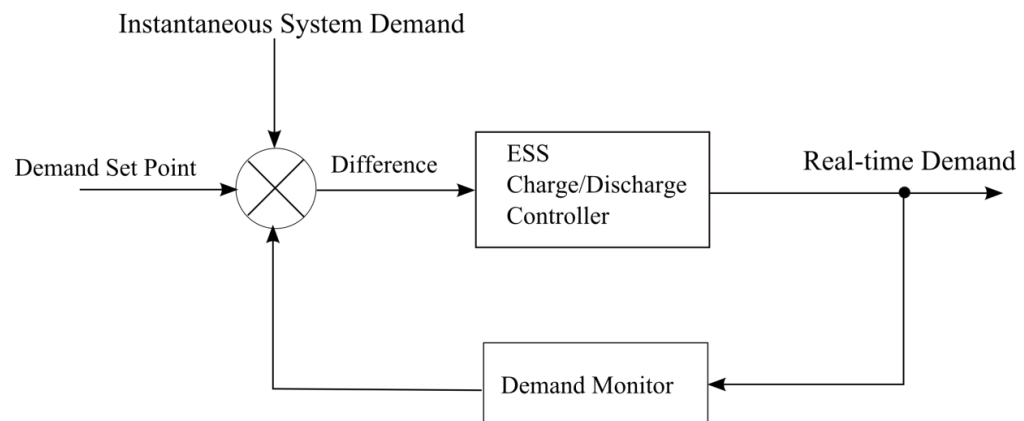 Instantaneous System Demand
Demand Set Point
Difference
ESS
Charge/Discharge
Controller
Real-time Demand
Demand Monitor